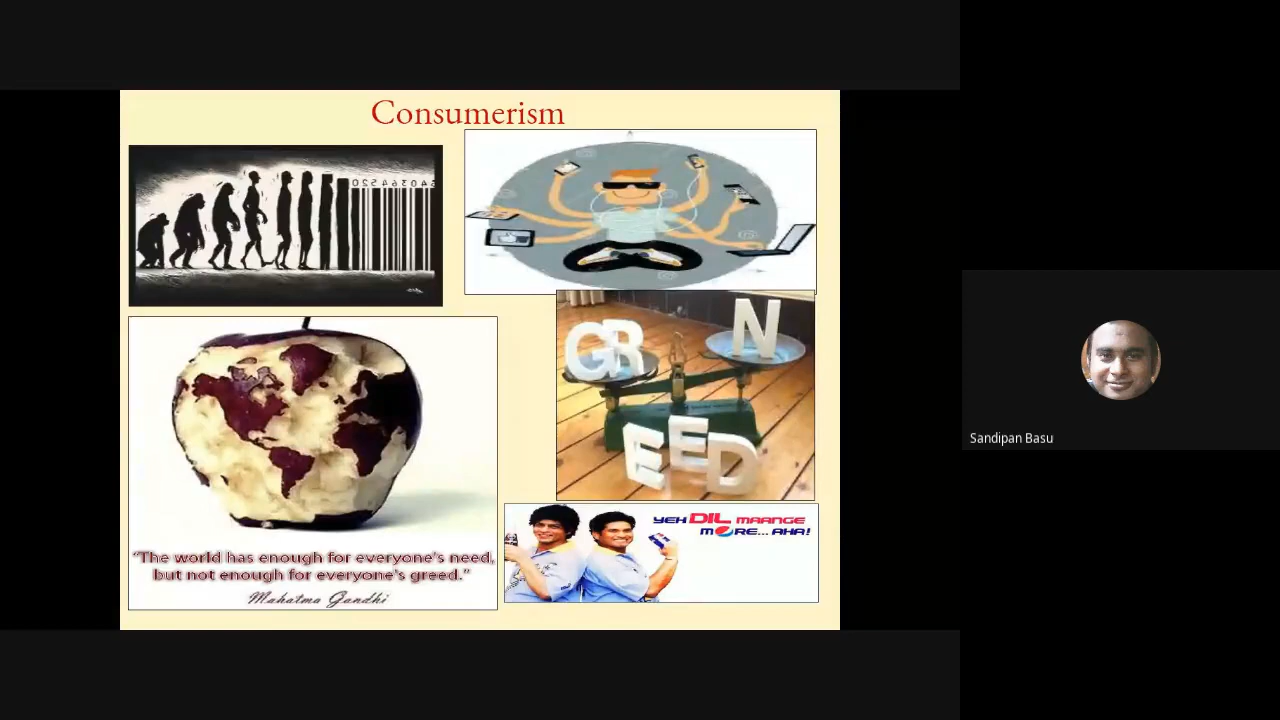 Consumerism
640364520
GR N
EED
"The world has enough for everyone's need,
but not enough for everyone's greed."
Mahatma Gandhi
YEH DIL MAANGE
MORE... AHA!
Sandipan Basu